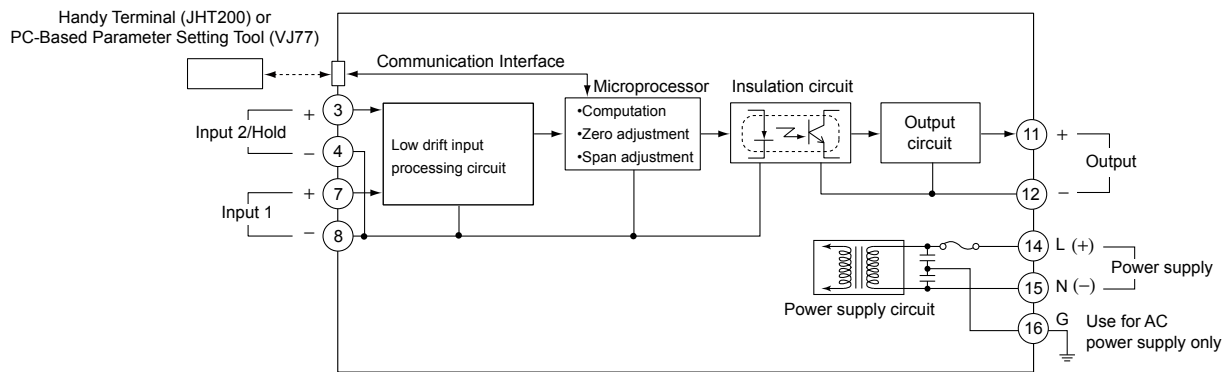 Handy Terminal (JHT200) or
PC-Based Parameter Setting Tool (VJ77)
Communication Interface
Microprocessor
•Computation
•Zero adjustment
•Span adjustment
Insulation circuit
Output
circuit
Low drift input
processing circuit
Input 2/Hold
+
3
−
4
Input 1
+
7
−
8
11
+
Output
12
−
14
L (+)
Power supply
15
N (−)
16
G
Use for AC
power supply only
Power supply circuit